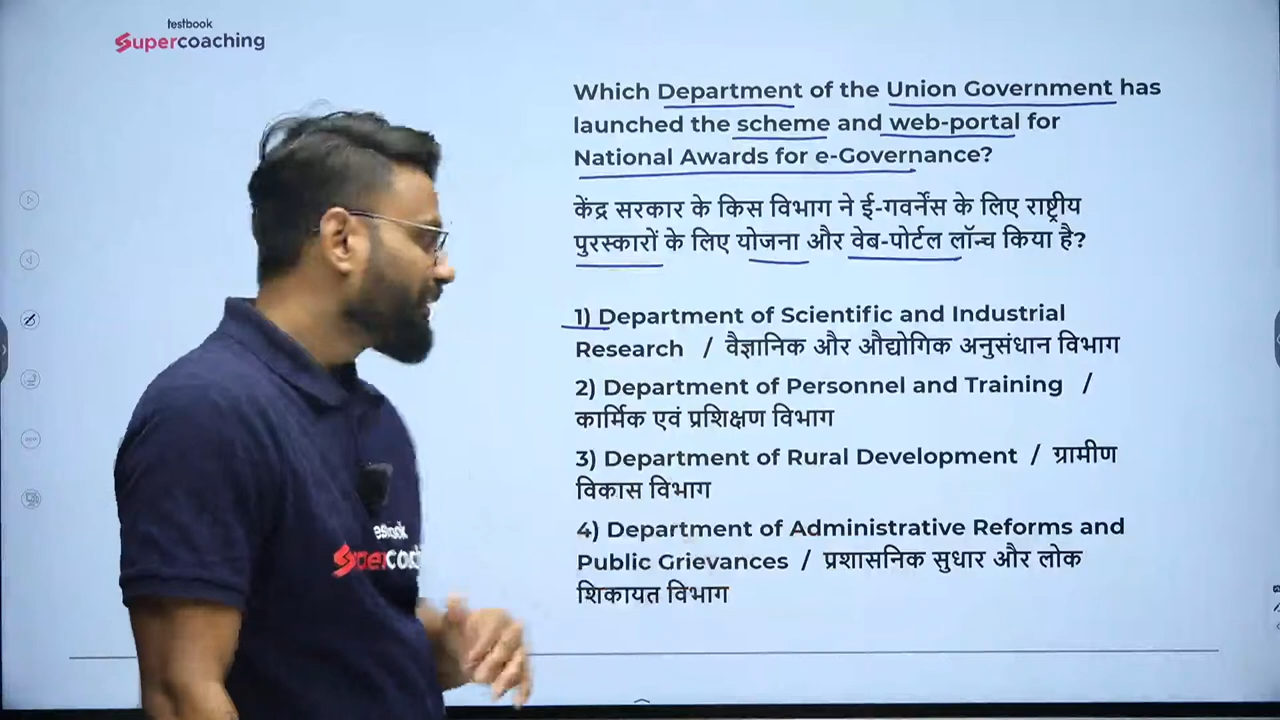 testbook
Supercoaching
Which Department of the Union Government has
launched the scheme and web-portal for
National Awards for e-Governance?
केंद्र सरकार के किस विभाग ने ई-गवर्नेंस के लिए राष्ट्रीय
पुरस्कारों के लिए योजना और वेब-पोर्टल लॉन्च किया है?
1) Department of Scientific and Industrial
Research / वैज्ञानिक और औद्योगिक अनुसंधान विभाग
2) Department of Personnel and Training /
कार्मिक एवं प्रशिक्षण विभाग
3) Department of Rural Development / ग्रामीण
विकास विभाग
4) Department of Administrative Reforms and
Public Grievances / प्रशासनिक सुधार और लोक
शिकायत विभाग